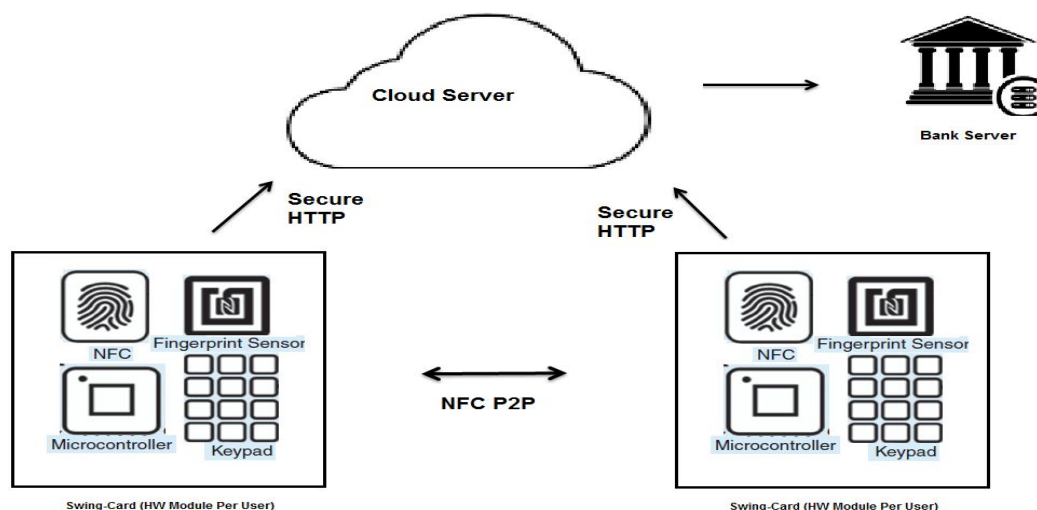 Cloud Server
Bank Server
Secure
HTTP
Secure
HTTP
NFC
Fingerprint Sensor
Microcontroller
Keypad
NFC P2P
NFC
Fingerprint Sensor
Microcontroller
Keypad
Swing-Card (HW Module Per User)
Swing-Card (HW Module Per User)